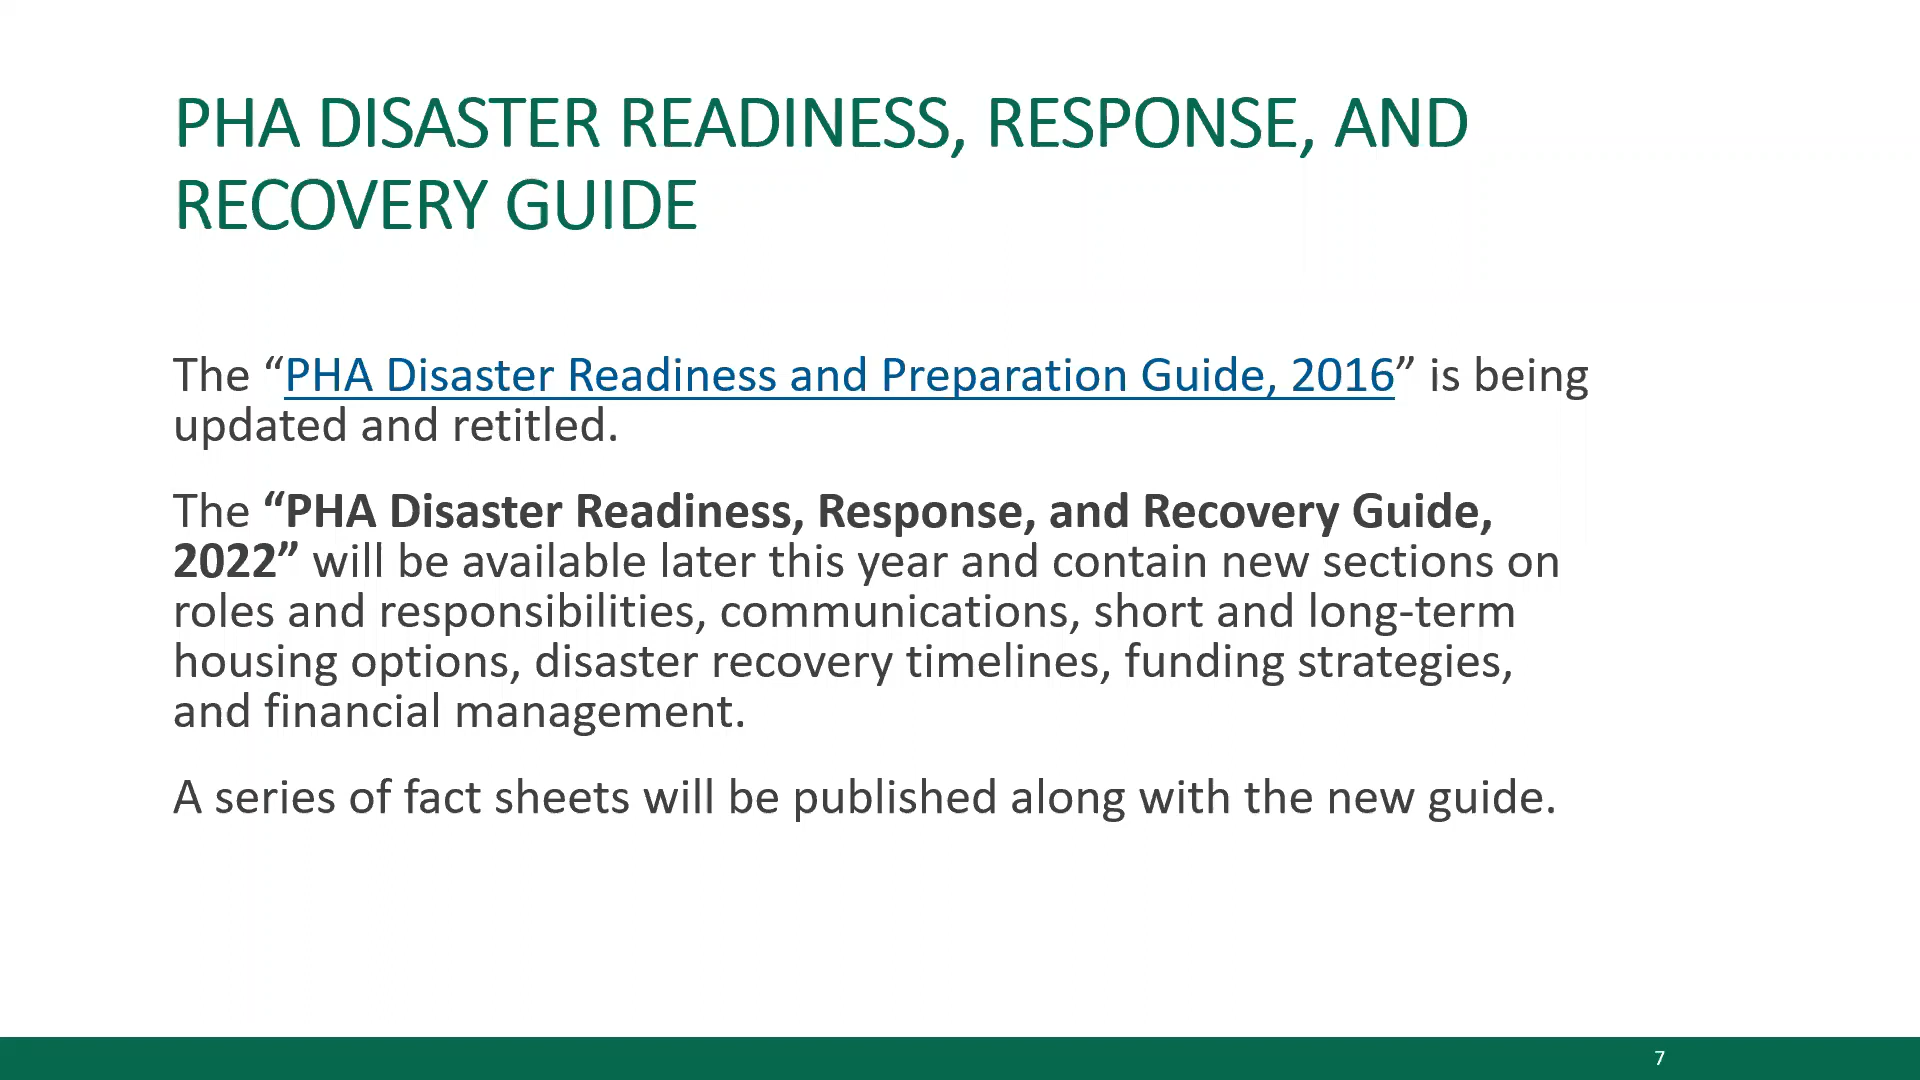 PHA DISASTER READINESS, RESPONSE, AND
RECOVERY GUIDE
The “PHA Disaster Readiness and Preparation Guide, 2016” is being
updated and retitled.
The “PHA Disaster Readiness, Response, and Recovery Guide,
2022” will be available later this year and contain new sections on
roles and responsibilities, communications, short and long-term
housing options, disaster recovery timelines, funding strategies,
and financial management.
A series of fact sheets will be published along with the new guide.
7